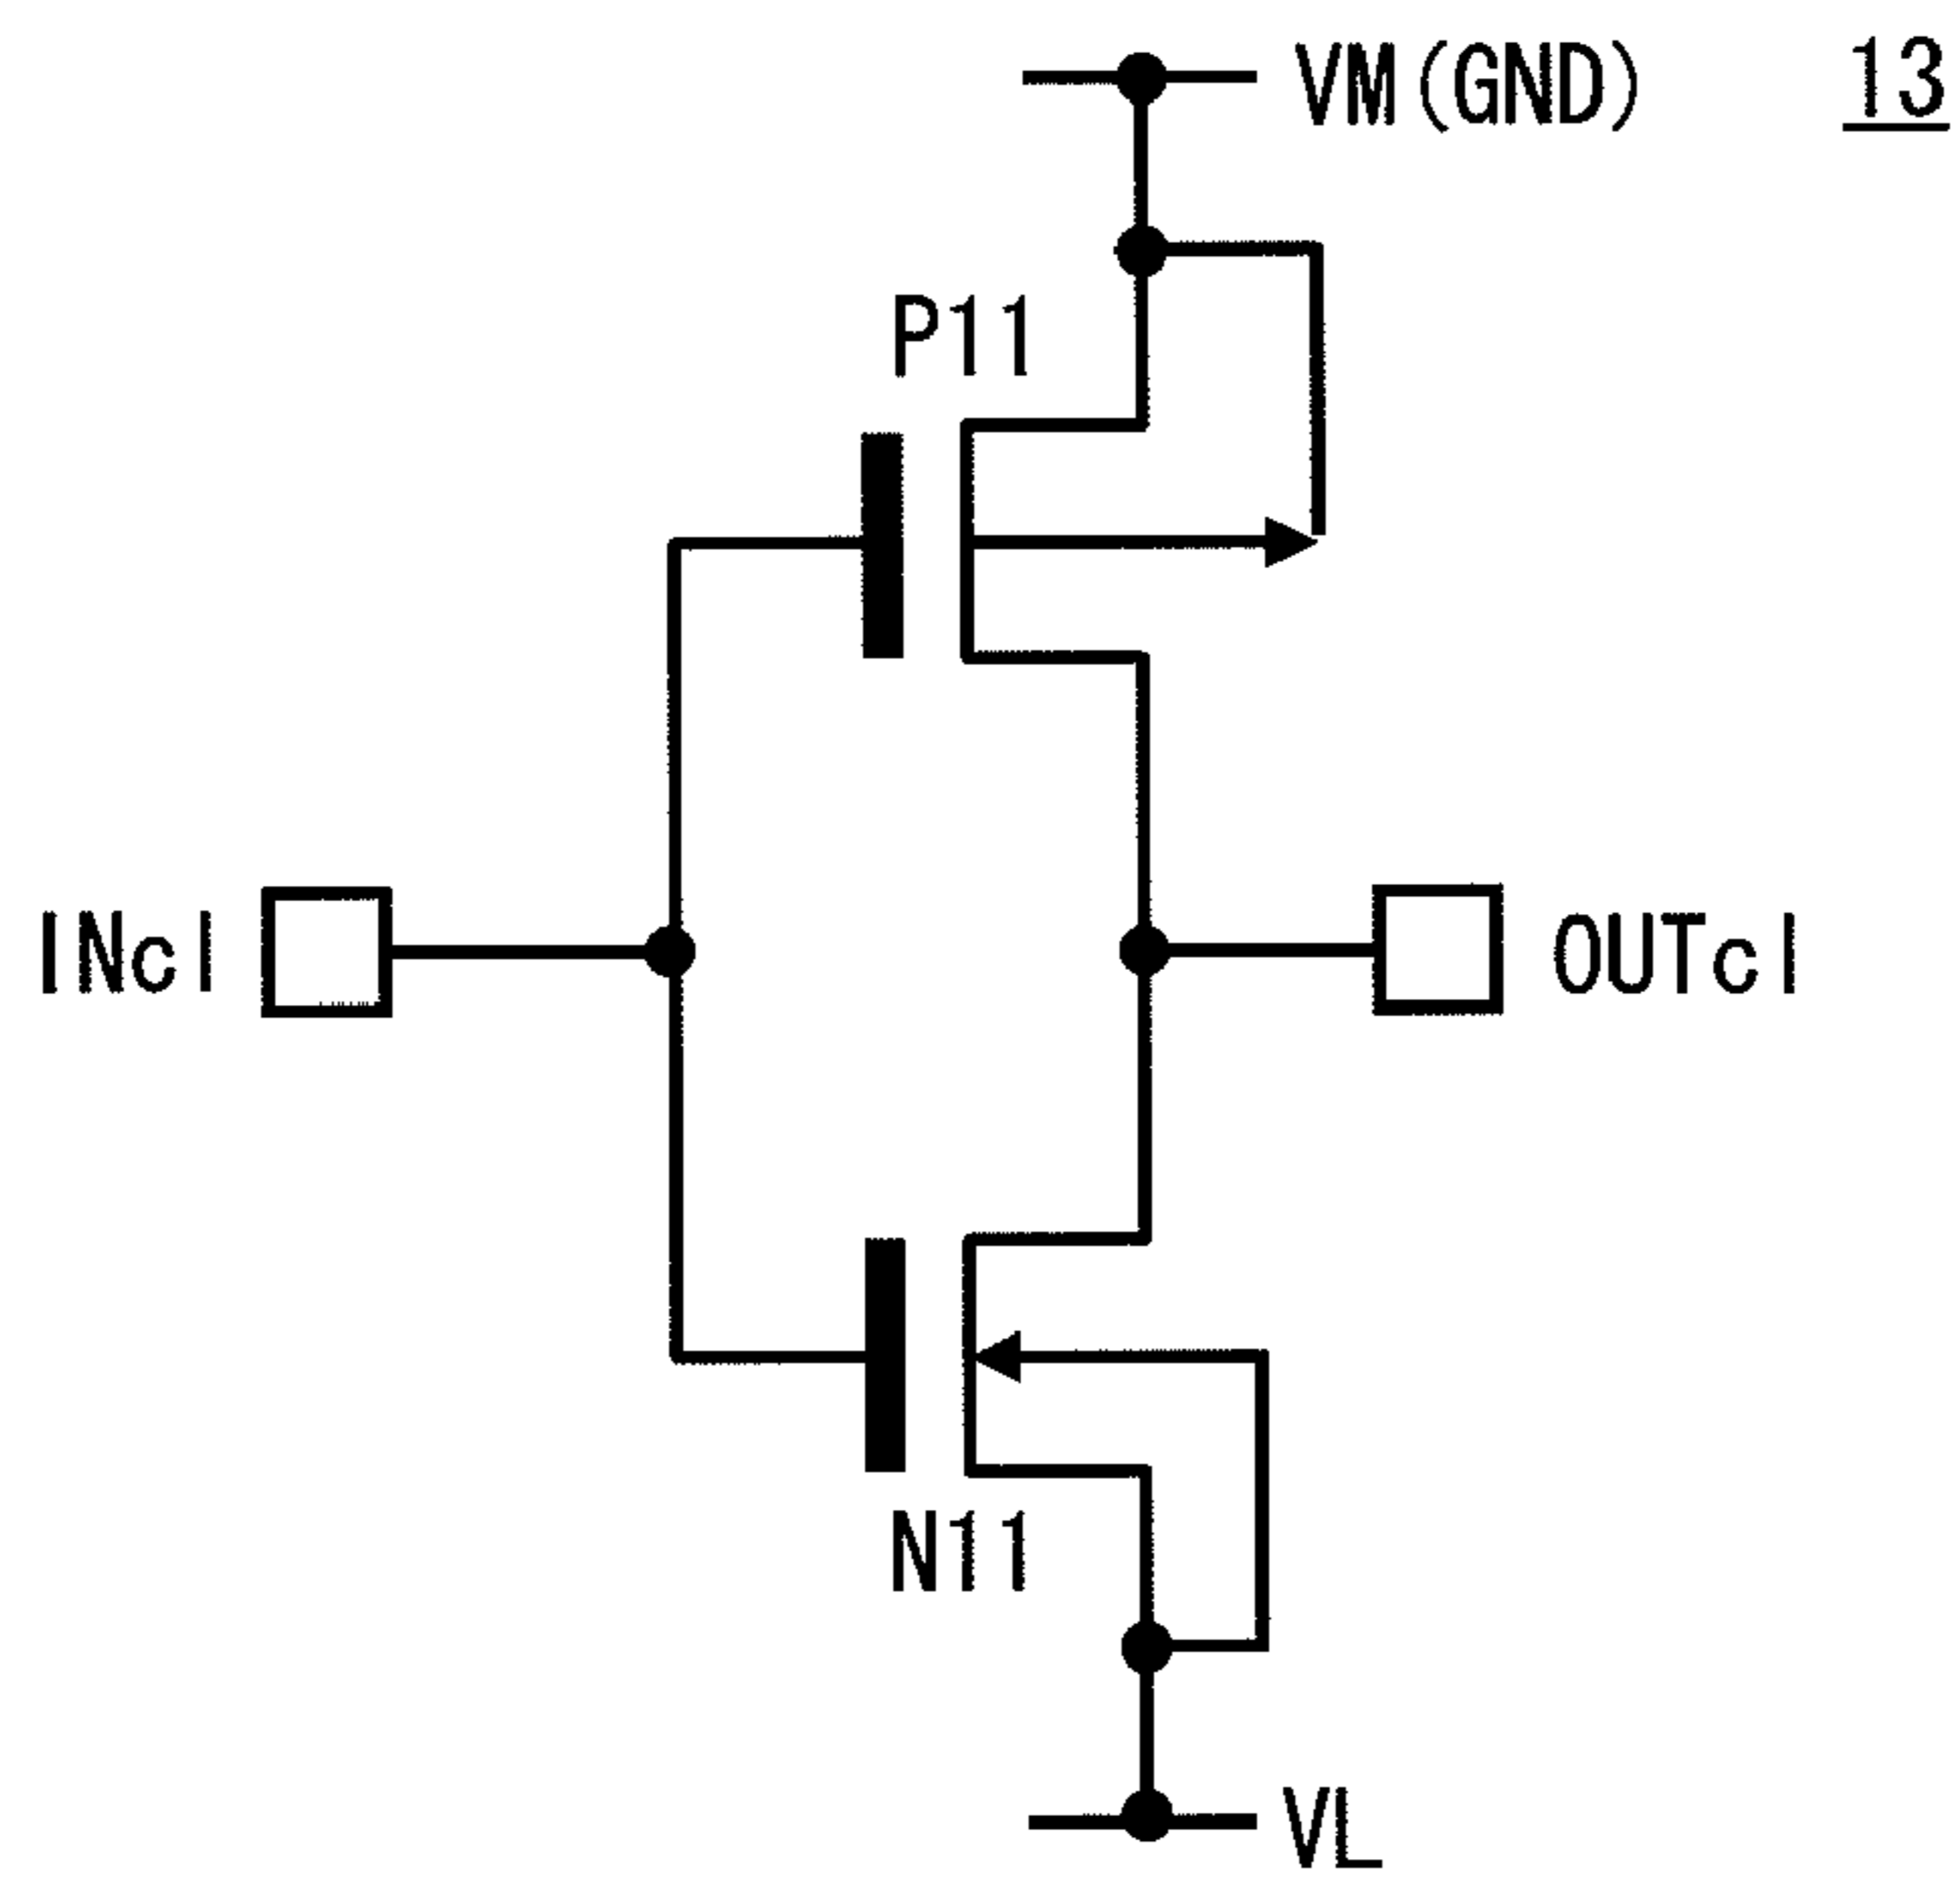 VM(GND)
13
P11
INcl
OUTcl
N11
VL